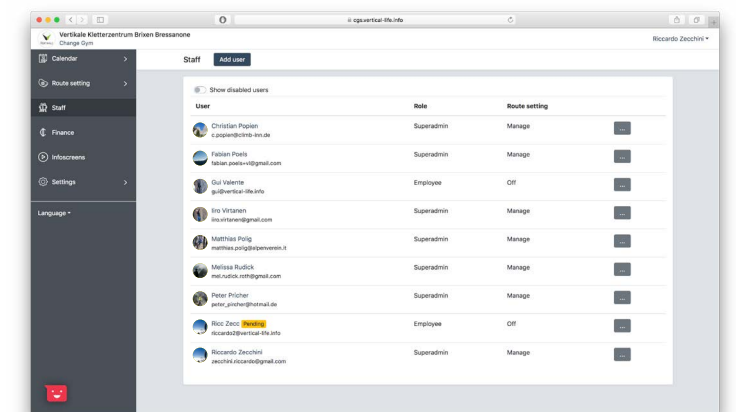 cgs.vertical-life.info
Vertikale Kletterzentrum Brixen Bressanone
Change Gym
Riccardo Zecchini
Calendar
Staff
Add user
Route setting
Show disabled users
User
Role
Route setting
Staff
Christian Popien
Superadmin
Manage
...
c.popien@climb-inn.de
Finance
Fabian Poels
Superadmin
Manage
...
fabian.poels+vl@gmail.com
Infoscreens
Gui Valente
Employee
Off
...
gui@vertical-life.info
Settings
Iiro Virtanen
Superadmin
Manage
...
iiro.virtanen@gmail.com
Language
Matthias Polig
Superadmin
Manage
...
matthias.polig@alpenverein.it
Melissa Rudick
Superadmin
Manage
...
mel.rudick.roth@gmail.com
Peter Pricher
Superadmin
Manage
...
peter_pircher@hotmail.de
Ricc Zecc Pending
Employee
Off
...
riccardo2@vertical-life.info
Riccardo Zecchini
Superadmin
Manage
...
zecchini.riccardo@gmail.com